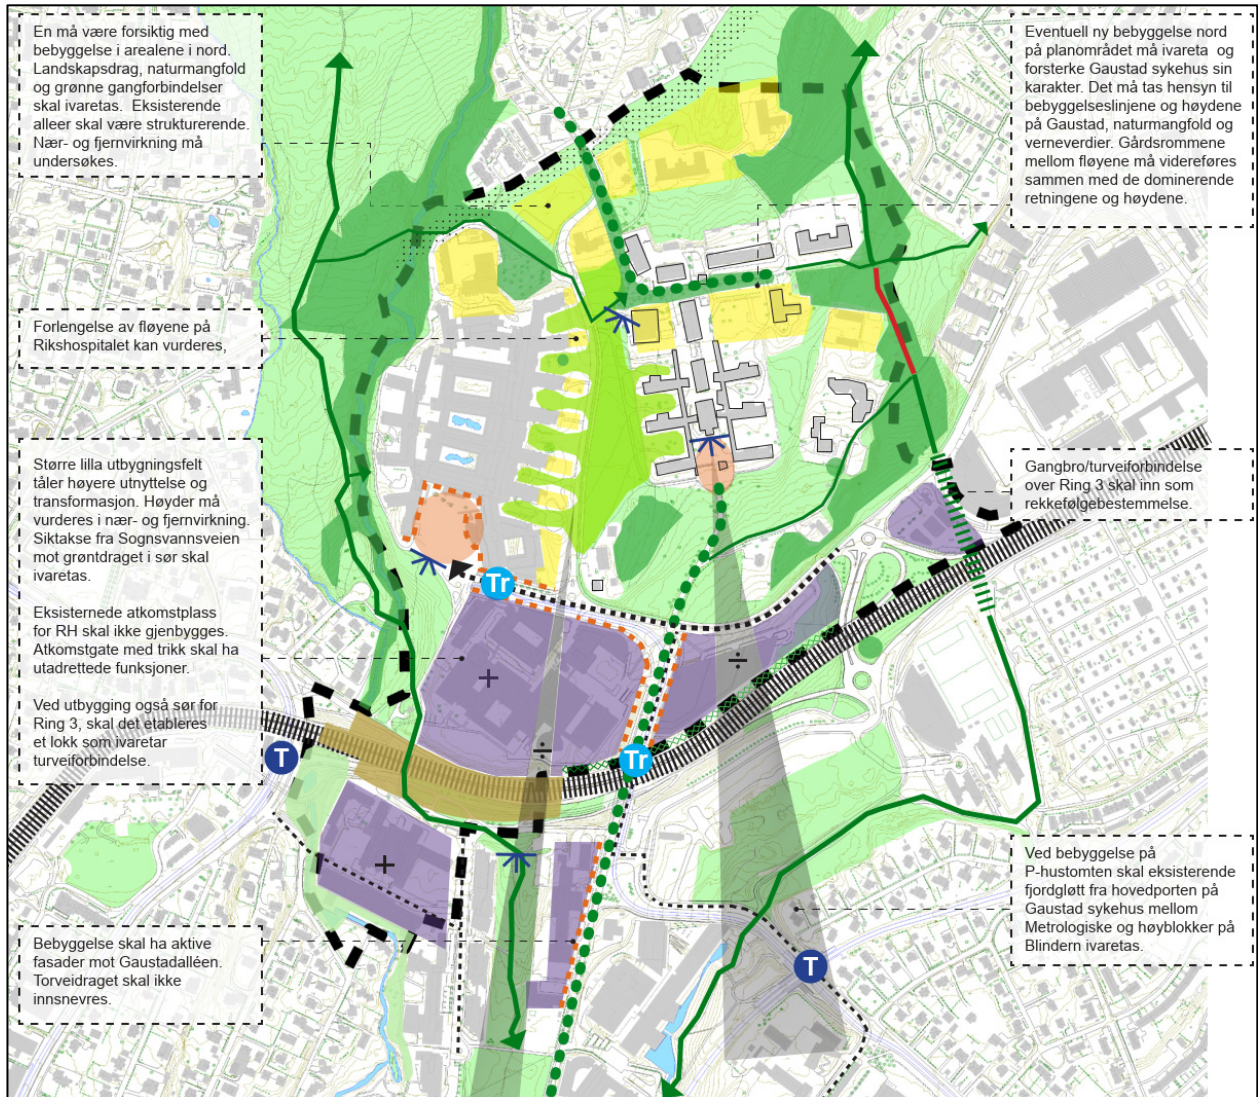 En må være forsiktig med
bebyggelse i arealene i nord.
Landskapsdrag, naturmangfold
og grønne gangforbindelser
skal ivaretas. Eksisterende
alleer skal være strukturerende.
Nær- og fjernvirkning må
undersøkes.
Forlengelse av fløyene på
Rikshospitalet kan vurderes,
Større lilla utbygningsfelt
tåler høyere utnyttelse og
transformasjon. Høyder må
vurderes i nær- og fjernvirkning.
Siktakse fra Sognsvannsveien
mot grøntdraget i sør skal
ivaretas.
Eksisternede atkomstplass
for RH skal ikke gjenbygges.
Atkomstgate med trikk skal ha
utadrettede funksjoner.
Ved utbygging også sør for
Ring 3, skal det etableres
et lokk som ivaretar
turveiforbindelse.
Bebyggelse skal ha aktive
fasader mot Gaustadalléen.
Torveidraget skal ikke
innsnevres.
Eventuell ny bebyggelse nord
på planområdet må ivareta og
forsterke Gaustad sykehus sin
karakter. Det må tas hensyn til
bebyggelseslinjene og høydene
på Gaustad, naturmangfold og
verneverdier. Gårdsrommene
mellom fløyene må videreføres
sammen med de dominerende
retningene og høydene.
Gangbro/turveiforbindelse
over Ring 3 skal inn som
rekkefølgebestemmelse.
Ved bebyggelse på
P-hustomten skal eksisterende
fjordgløtt fra hovedporten på
Gaustad sykehus mellom
Metrologiske og høyblokker på
Blindern ivaretas.
Tr
+
÷
÷
Tr
T
+
T